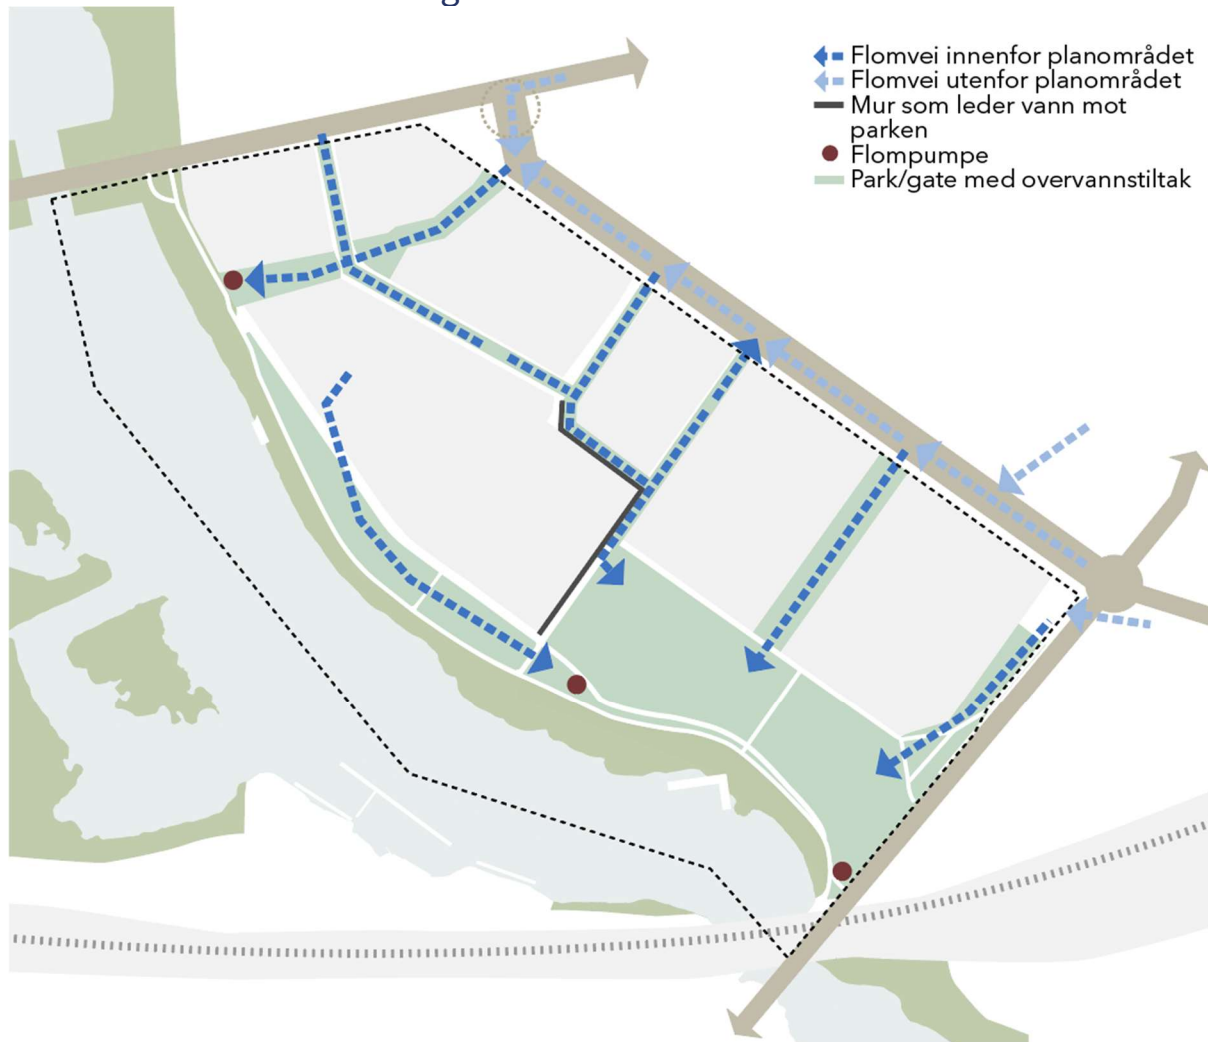 Flomvei innenfor planområdet
Flomvei utenfor planområdet
Mur som leder vann mot
parken
Flompumpe
Park/gate med overvannstiltak